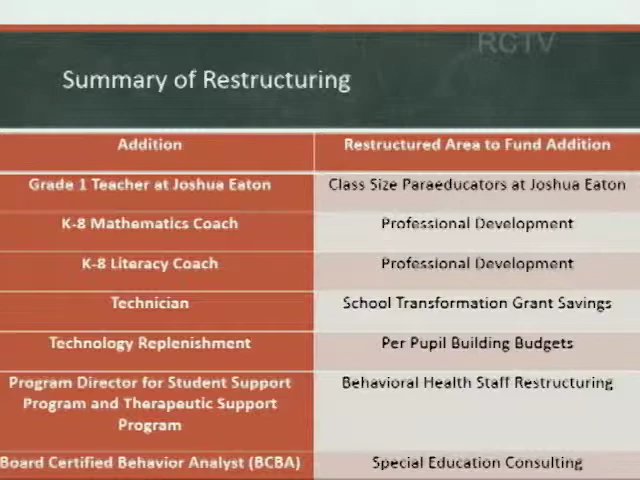 RCTV
Summary of Restructuring
Addition
Restructured Area to Fund Addition
Grade 1 Teacher at Joshua Eaton
Class Size Paraeducators at Joshua Eaton
K-8 Mathematics Coach
Professional Development
K-8 Literacy Coach
Professional Development
Technician
School Transformation Grant Savings
Technology Replenishment
Per Pupil Building Budgets
Program Director for Student Support
Program and Therapeutic Support
Program
Behavioral Health Staff Restructuring
Board Certified Behavior Analyst (BCBA)
Special Education Consulting